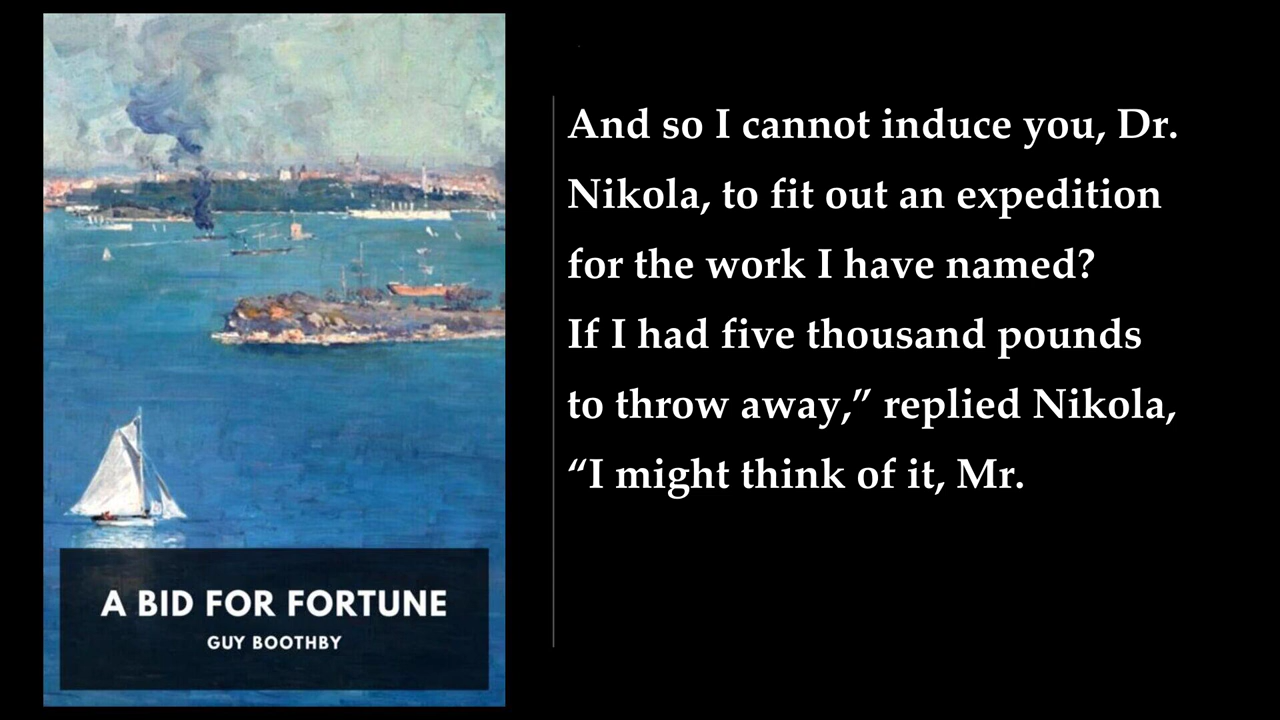 A BID FOR FORTUNE
GUY BOOTHBY
And so I cannot induce you, Dr.
Nikola, to fit out an expedition
for the work I have named?
If I had five thousand pounds
to throw away,” replied Nikola,
“I might think of it, Mr.